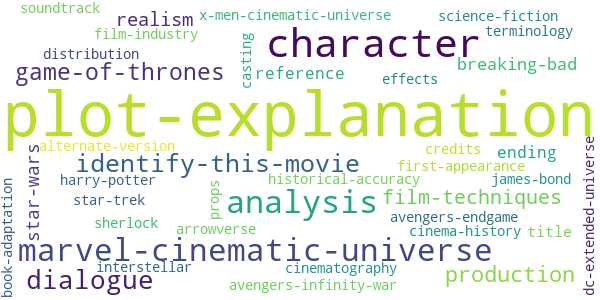 soundtrack
realism
x-men-cinematic-universe
science-fiction
film-industry
terminology
character
distribution
casting
breaking-bad
game-of-thrones
reference
effects
plot-explanation
alternate-version
credits
ending
identify-this-movie
first-appearance
star-wars
harry-potter
historical-accuracy
james-bond
book-adaptation
star-trek
props
analysis
film-techniques
dc-extended-universe
sherlock
arrowverse
avengers-endgame
cinema-history
title
marvel-cinematic-universe
interstellar
cinematography
production
dialogue
avengers-infinity-war